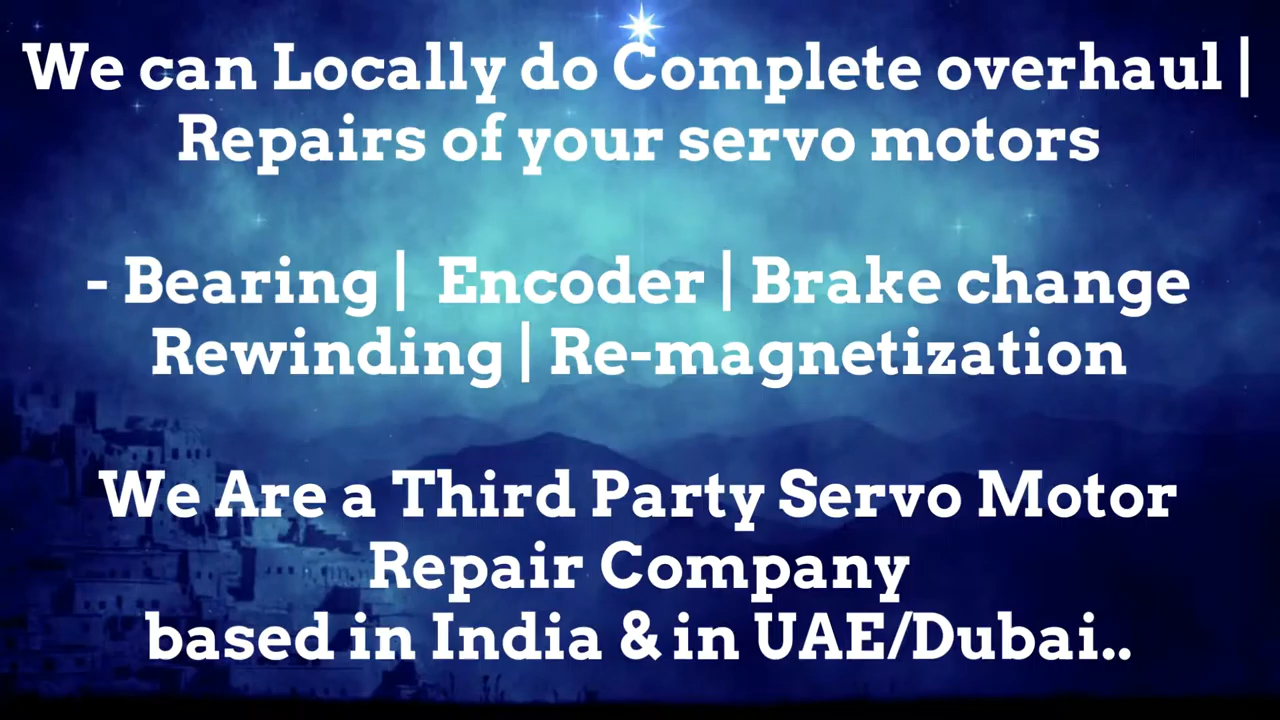 We can Locally do Complete overhaul |
Repairs of your servo motors
- Bearing | Encoder | Brake change
Rewinding | Re-magnetization
We Are a Third Party Servo Motor
Repair Company
based in India & in UAE/Dubai..